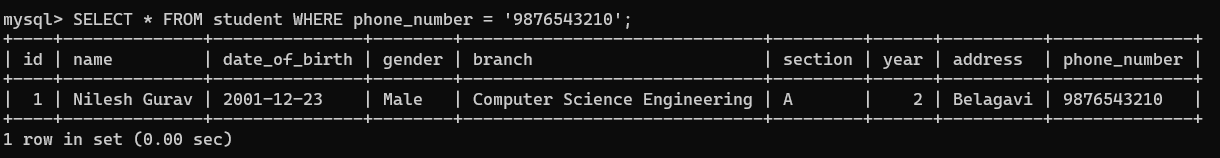 mysql> SELECT * FROM student WHERE phone_number = '9876543210';
+----+--------------+---------------+--------+------------------------------+---------+------+----------+--------------+
| id | name         | date_of_birth | gender | branch                       | section | year | address  | phone_number |
+----+--------------+---------------+--------+------------------------------+---------+------+----------+--------------+
|  1 | Nilesh Gurav | 2001-12-23    | Male   | Computer Science Engineering | A       |    2 | Belagavi | 9876543210   |
+----+--------------+---------------+--------+------------------------------+---------+------+----------+--------------+
1 row in set (0.00 sec)